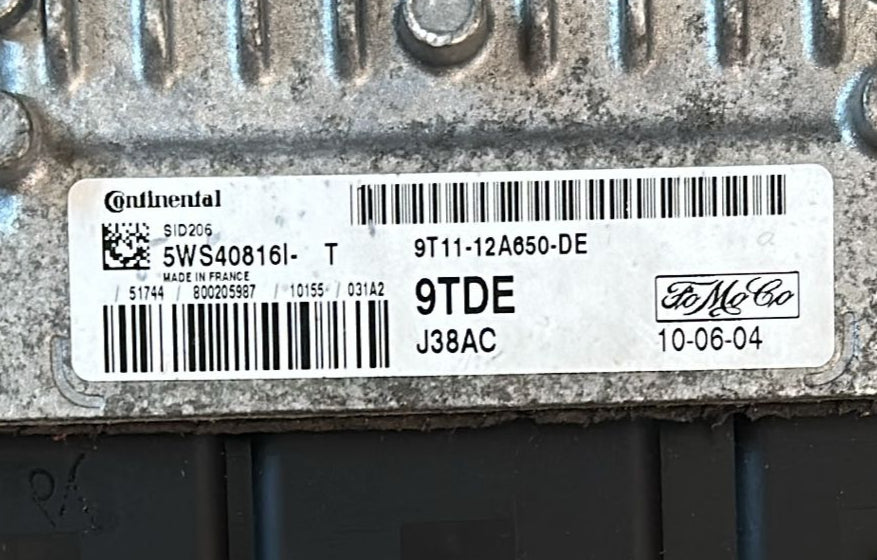 Continental
SID206
5WS40816I- T
MADE IN FRANCE
/ 51744 / 800205987 / 10155 / 031A2
9T11-12A650-DE
9TDE
J38AC
FoMoCo
10-06-04